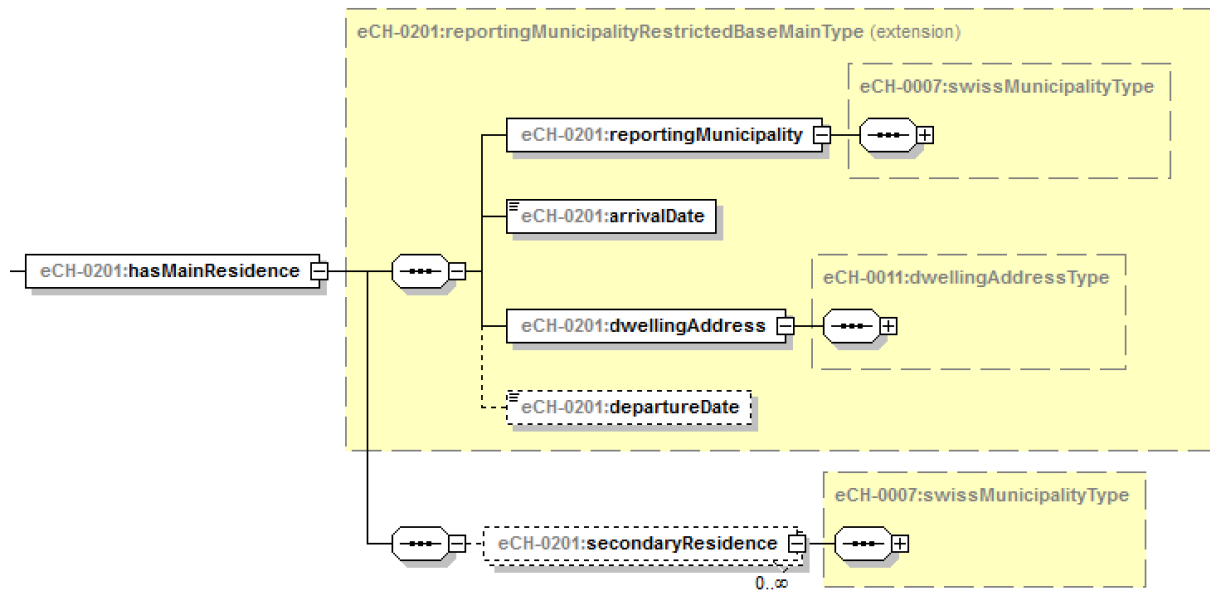 eCH-0201:reportingMunicipalityRestrictedBaseMainType (extension)
eCH-0007:swissMunicipalityType
eCH-0201:reportingMunicipality
eCH-0201:arrivalDate
eCH-0201:hasMainResidence
eCH-0011:dwellingAddressType
eCH-0201:dwellingAddress
eCH-0201:departureDate
eCH-0007:swissMunicipalityType
eCH-0201:secondaryResidence
0..∞